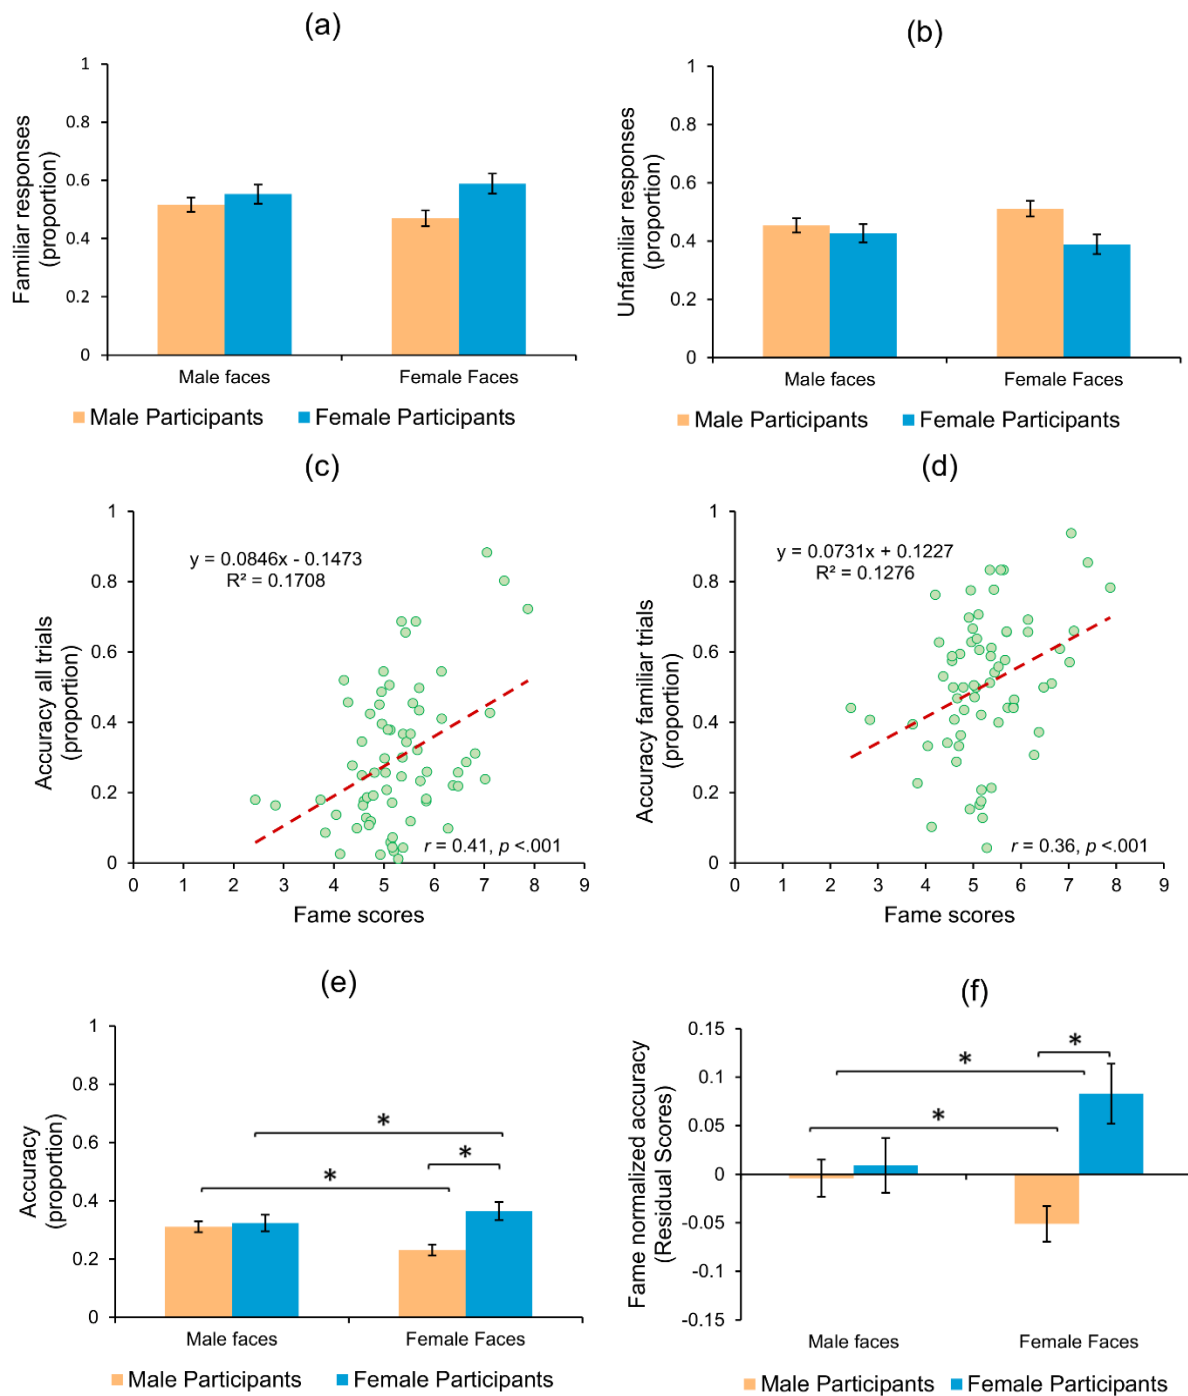 (a)
1
0.8
0.6
0.4
0.2
0
Familiar responses
(proportion)
Male faces
Female Faces
Male Participants
Female Participants
(b)
1
0.8
0.6
0.4
0.2
0
Unfamiliar responses
(proportion)
Male faces
Female Faces
Male Participants
Female Participants
(c)
1
0.8
0.6
0.4
0.2
0
Accuracy all trials
(proportion)
y = 0.0846x - 0.1473
R² = 0.1708
r = 0.41, p <.001
0 1 2 3 4 5 6 7 8 9
Fame scores
(d)
1
0.8
0.6
0.4
0.2
0
Accuracy familiar trials
(proportion)
y = 0.0731x + 0.1227
R² = 0.1276
r = 0.36, p <.001
0 1 2 3 4 5 6 7 8 9
Fame scores
(e)
1
0.8
0.6
0.4
0.2
0
Accuracy
(proportion)
*
*
*
Male faces
Female Faces
Male Participants
Female Participants
(f)
0.15
0.1
0.05
0
-0.05
-0.1
-0.15
Fame normalized accuracy
(Residual Scores)
*
*
*
Male faces
Female Faces
Male Participants
Female Participants